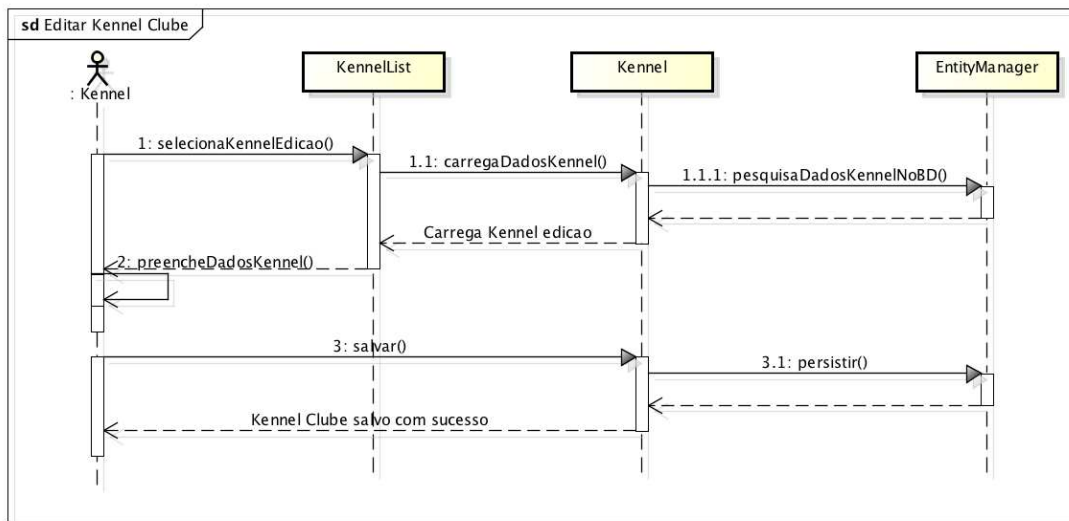 sd Editar Kennel Clube
: Kennel
KennelList
Kennel
EntityManager
1: selecionaKennelEdicao()
1.1: carregaDadosKennel()
1.1.1: pesquisaDadosKennelNoBD()
Carrega Kennel edicao
2: preencheDadosKennel()
3: salvar()
3.1: persistir()
Kennel Clube salvo com sucesso